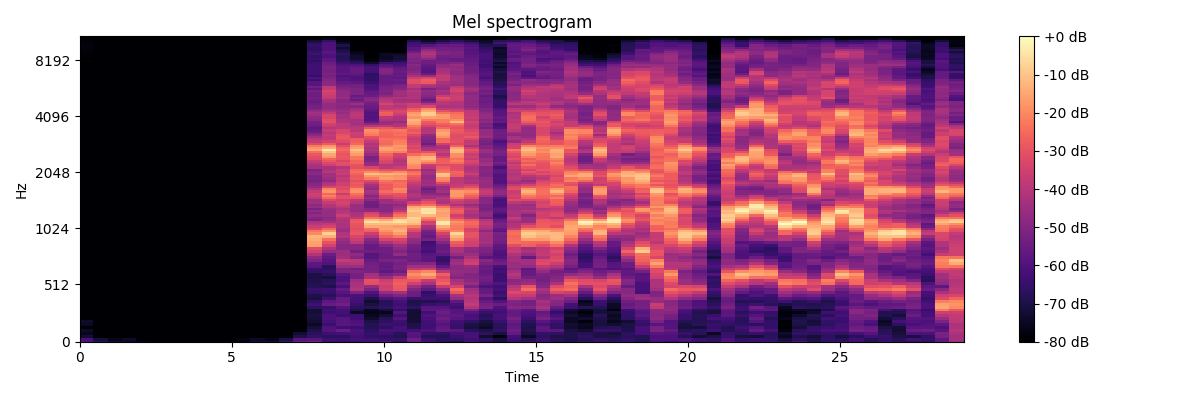 Mel spectrogram
Hz
8192
4096
2048
1024
512
0
0 5 10 15 20 25
Time
+0 dB
-10 dB
-20 dB
-30 dB
-40 dB
-50 dB
-60 dB
-70 dB
-80 dB